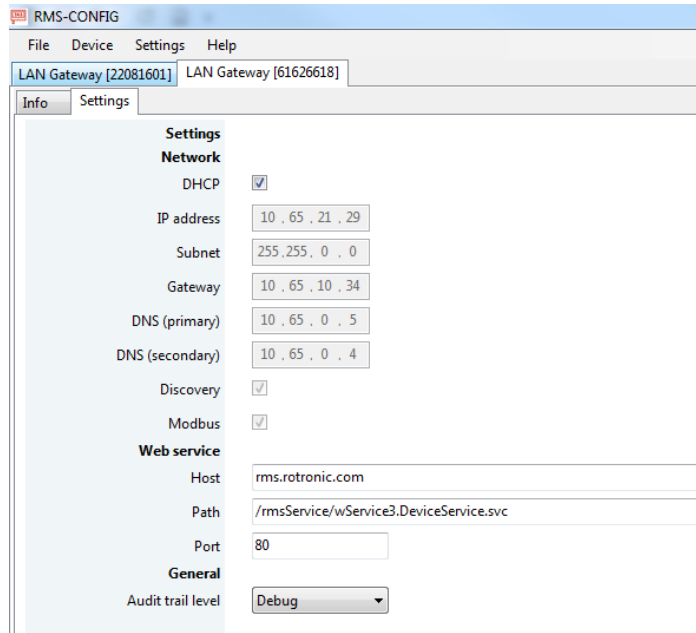 RMS-CONFIG
File Device Settings Help
LAN Gateway [22081601] LAN Gateway [61626618]
Info Settings
Settings
Network
DHCP
IP address 10 . 65 . 21 . 29
Subnet 255.255. 0 . 0
Gateway 10 . 65 . 10 . 34
DNS (primary) 10 . 65 . 0 . 5
DNS (secondary) 10 . 65 . 0 . 4
Discovery
Modbus
Web service
Host rms.rotronic.com
Path /rmsService/wService3.DeviceService.svc
Port 80
General
Audit trail level Debug